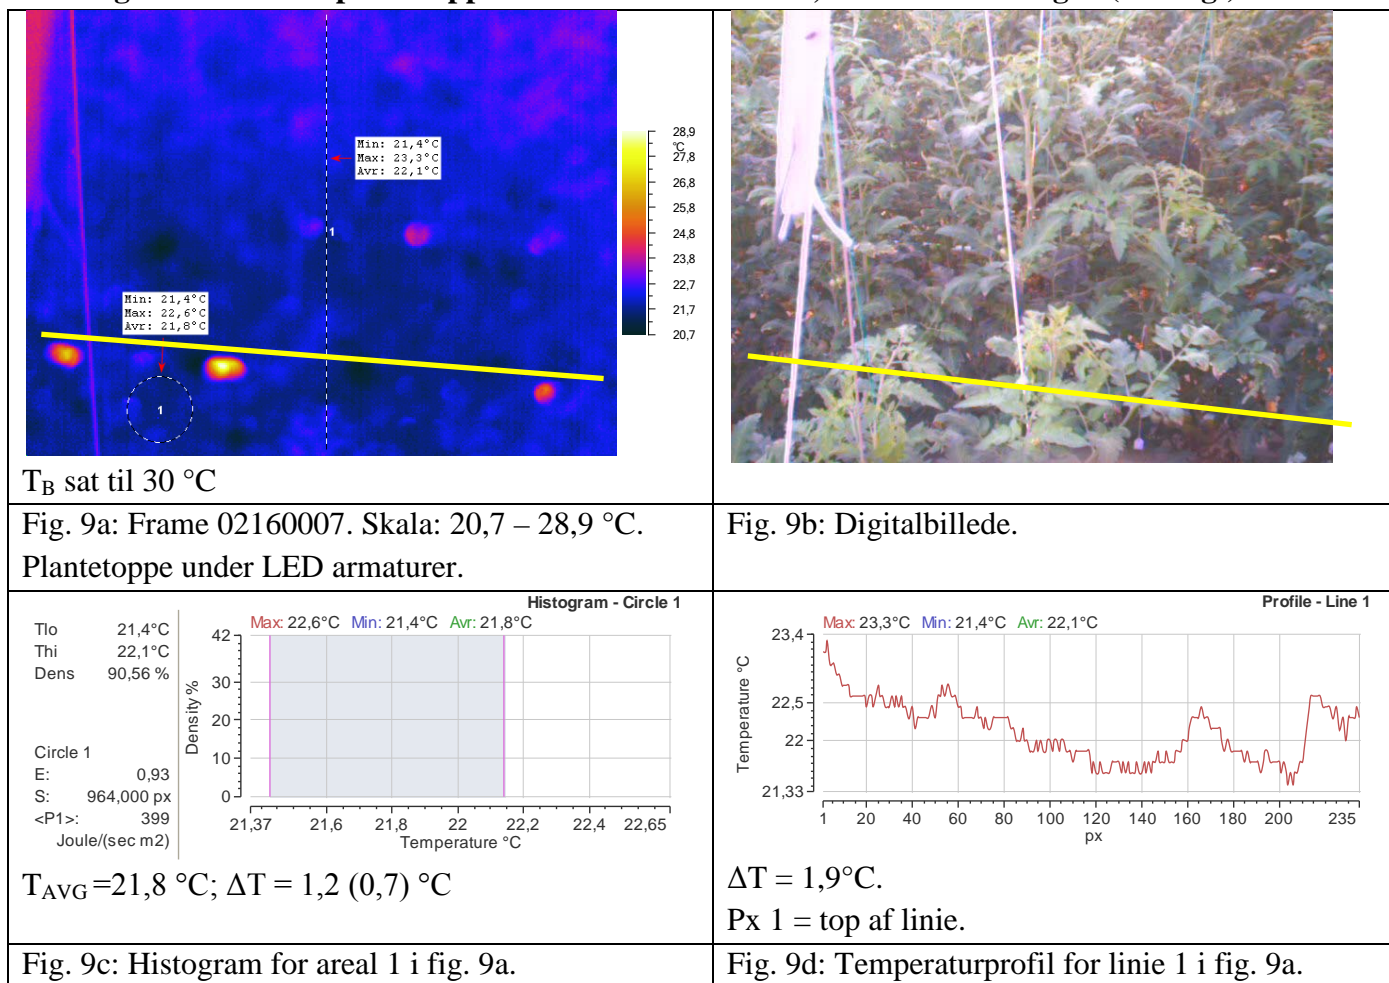 Min: 21,4°C
Max: 23,3°C
Avr: 22,1°C
1
Min: 21,4°C
Max: 22,6°C
Avr: 21,8°C
1
28,9
°C
27,8
26,8
25,8
24,8
23,8
22,7
21,7
20,7
T_B sat til 30 °C
Fig. 9a: Frame 02160007. Skala: 20,7 – 28,9 °C.
Plantetoppe under LED armaturer.
Fig. 9b: Digitalbillede.
Histogram - Circle 1
Tlo 21,4°C
Thi 22,1°C
Dens 90,56 %
Circle 1
E: 0,93
S: 964,000 px
<P1>: 399
Joule/(sec m2)
Max: 22,6°C Min: 21,4°C Avr: 21,8°C
Density %
42
30
20
10
0
21,37 21,6 21,8 22 22,2 22,4 22,65
Temperature °C
T_AVG =21,8 °C; ΔT = 1,2 (0,7) °C
Profile - Line 1
Max: 23,3°C Min: 21,4°C Avr: 22,1°C
Temperature °C
23,4
22,5
22
21,33
1 20 40 60 80 100 120 140 160 180 200 235
px
ΔT = 1,9°C.
Px 1 = top af linie.
Fig. 9c: Histogram for areal 1 i fig. 9a.
Fig. 9d: Temperaturprofil for linie 1 i fig. 9a.